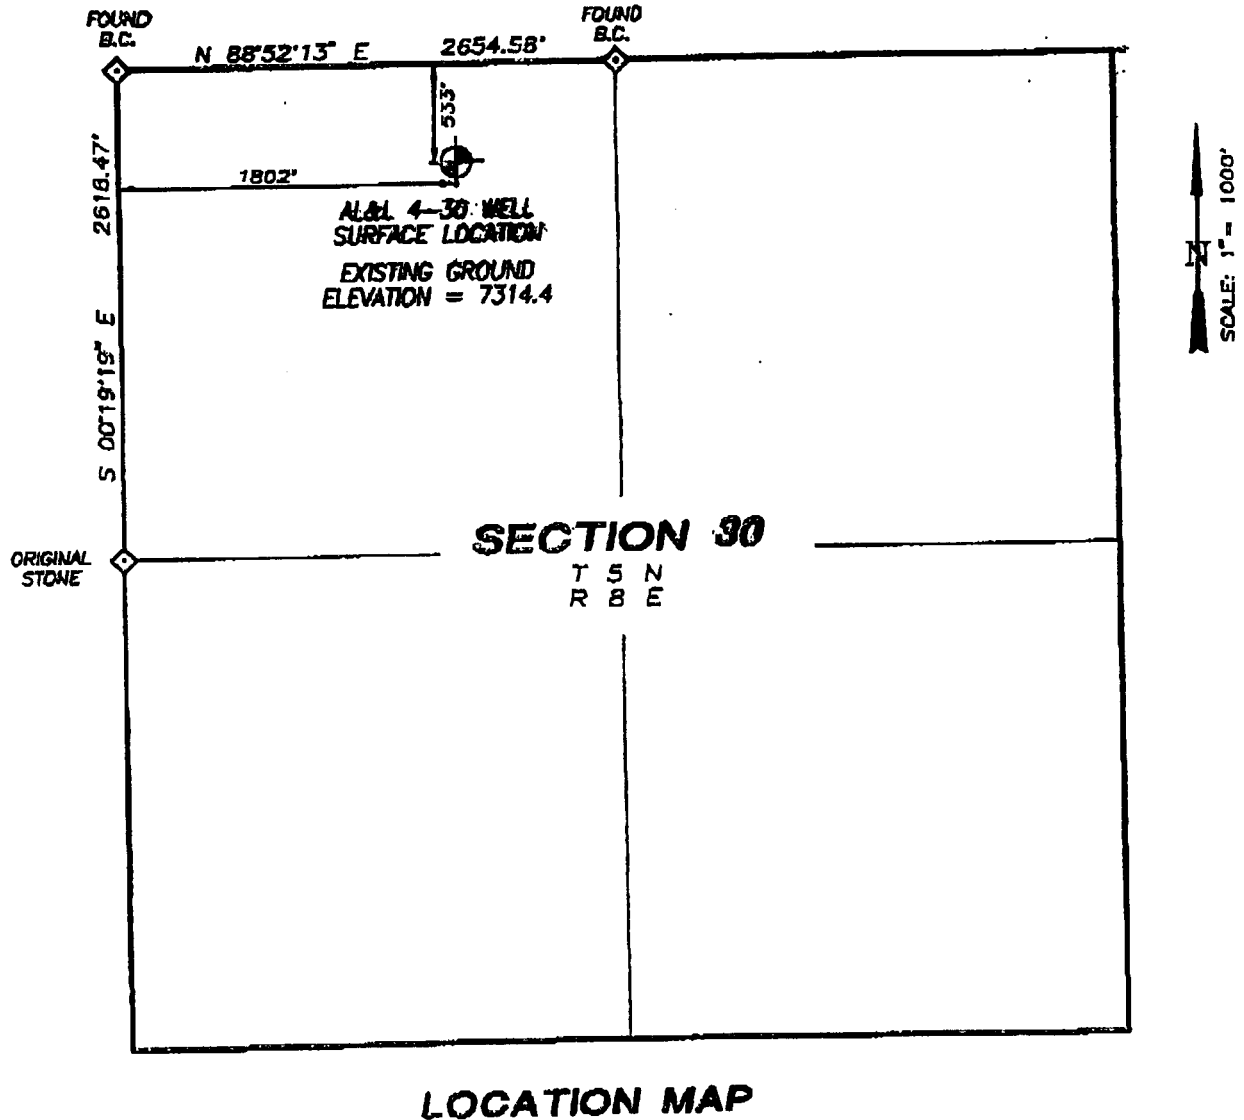 FOUND
B.C.
FOUND
B.C.
N 88°52'13" E
2654.58'
533'
2618.47'
1802'
AL&L 4-30 WELL
SURFACE LOCATION
EXISTING GROUND
ELEVATION = 7314.4
S 00°19'19" E
N
SCALE: 1" = 1000'
ORIGINAL
STONE
SECTION 30
T 5 N
R 8 E
LOCATION MAP